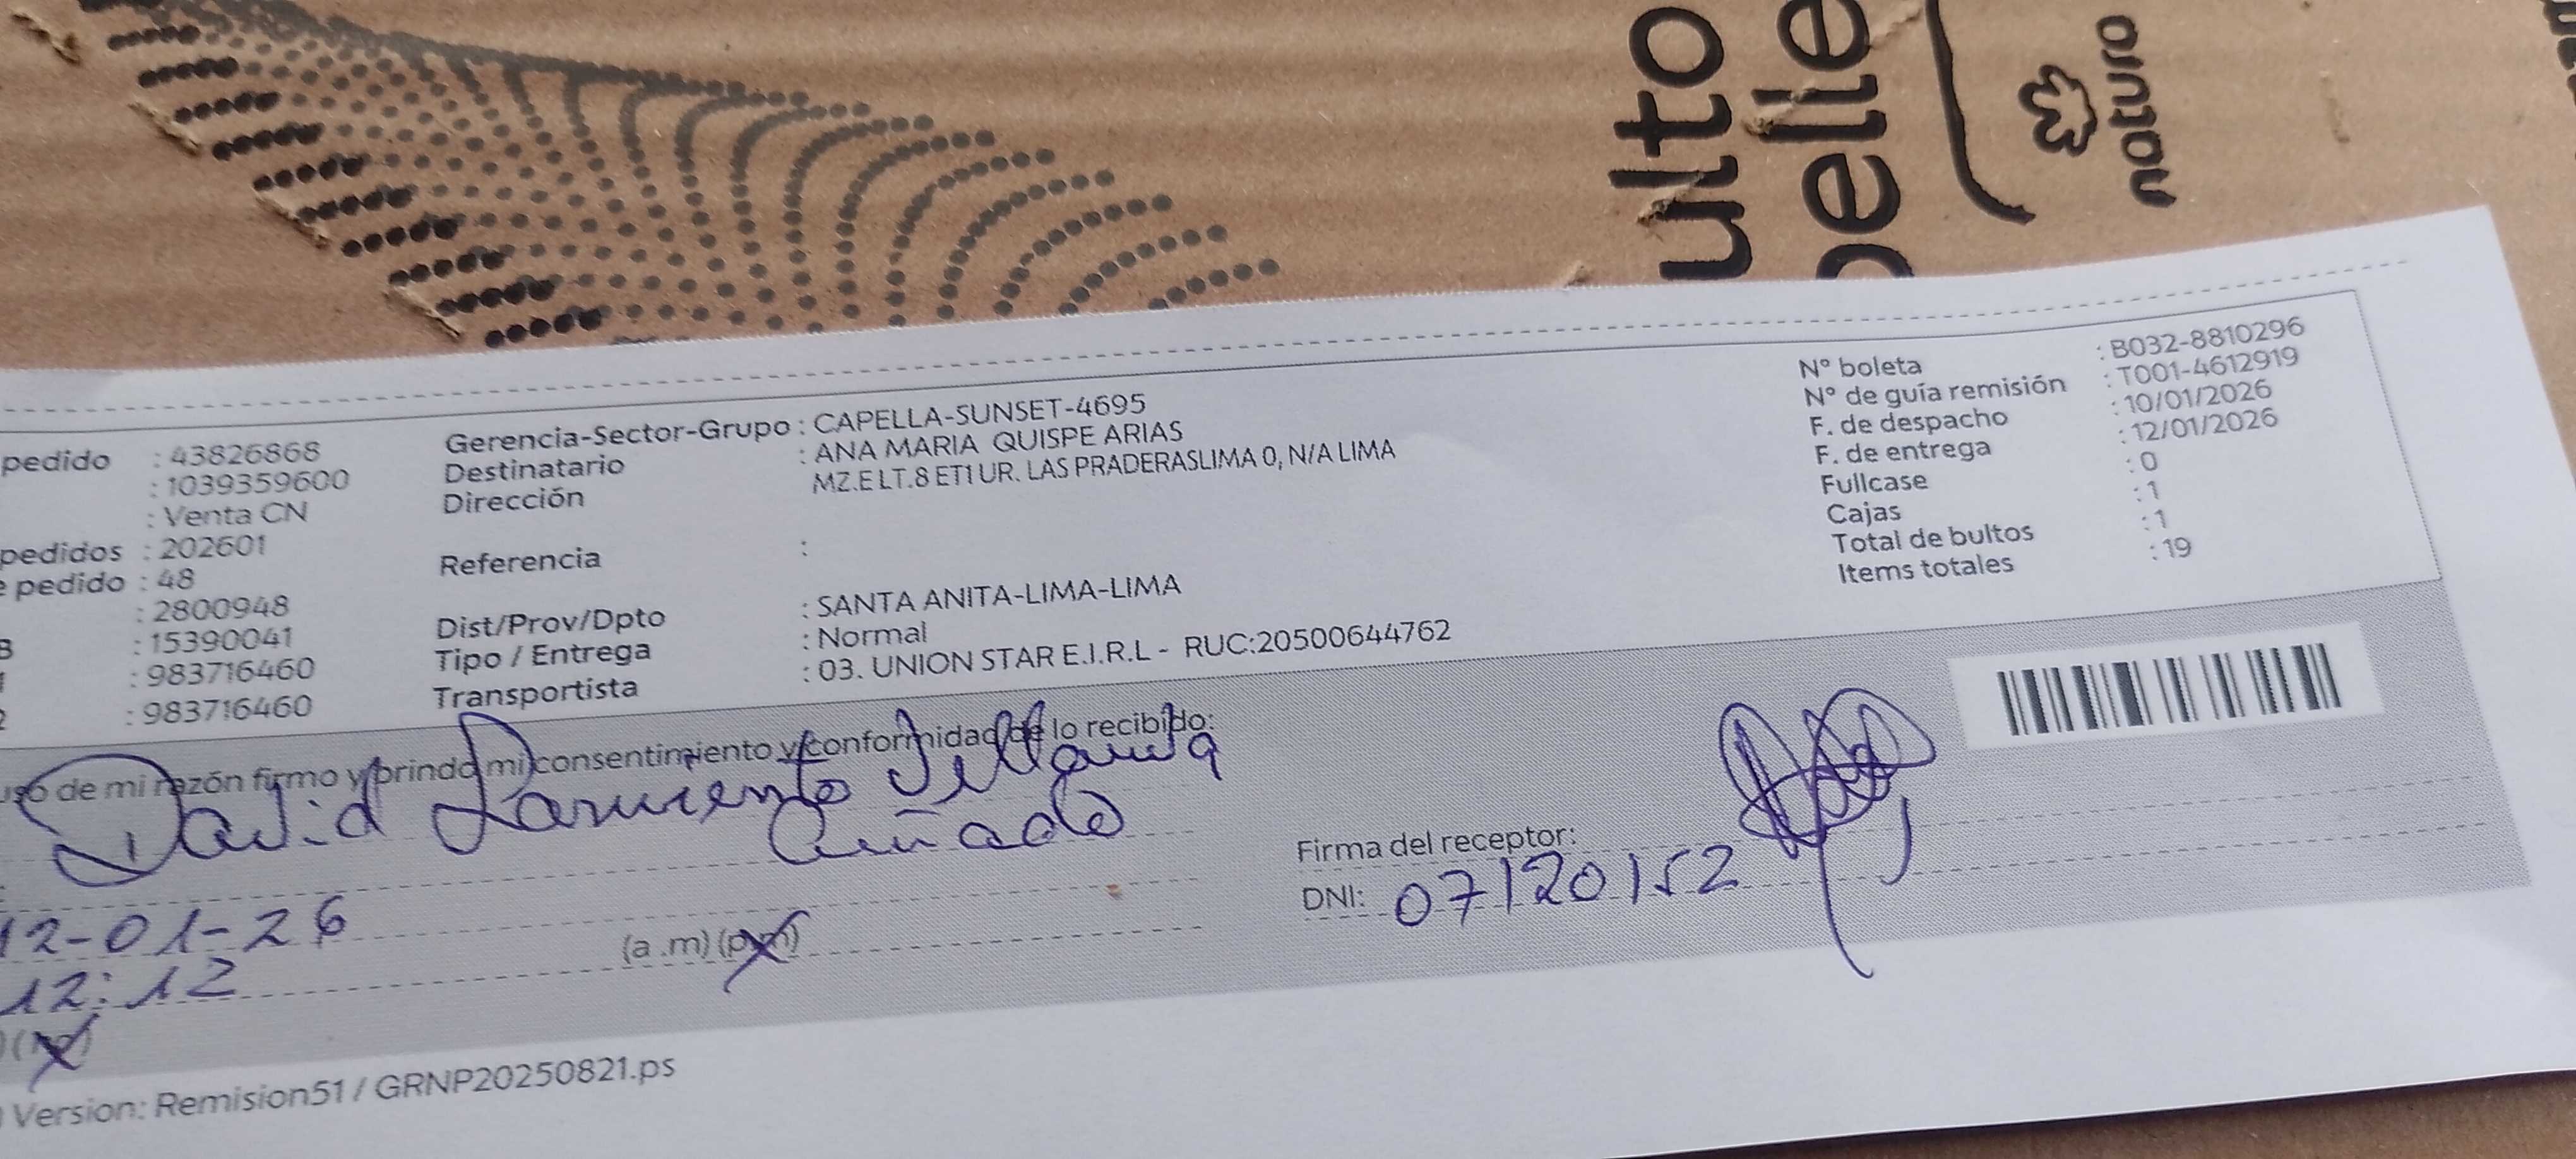 ulto
pelle
natura
pedido : 43826868
: 1039359600
: Venta CN
pedidos : 202601
e pedido : 48
: 2800948
: 15390041
: 983716460
: 983716460
Gerencia-Sector-Grupo : CAPELLA-SUNSET-4695
Destinatario : ANA MARIA QUISPE ARIAS
Dirección MZ.E LT.8 ET1 UR. LAS PRADERASLIMA 0, N/A LIMA
Referencia :
Dist/Prov/Dpto : SANTA ANITA-LIMA-LIMA
Tipo / Entrega : Normal
Transportista : 03. UNION STAR E.I.R.L - RUC:20500644762
N° boleta : B032-8810296
N° de guía remisión : T001-4612919
F. de despacho : 10/01/2026
F. de entrega : 12/01/2026
Fullcase : 0
Cajas : 1
Total de bultos : 1
Items totales : 19
uso de mi razón firmo y brindo mi consentimiento y conformidad de lo recibido:
David Sarmiento
Cuñado
12-01-26
12:12 (a .m) (p.m)
Firma del receptor:
DNI: 07120152
Version: Remision51 / GRNP20250821.ps